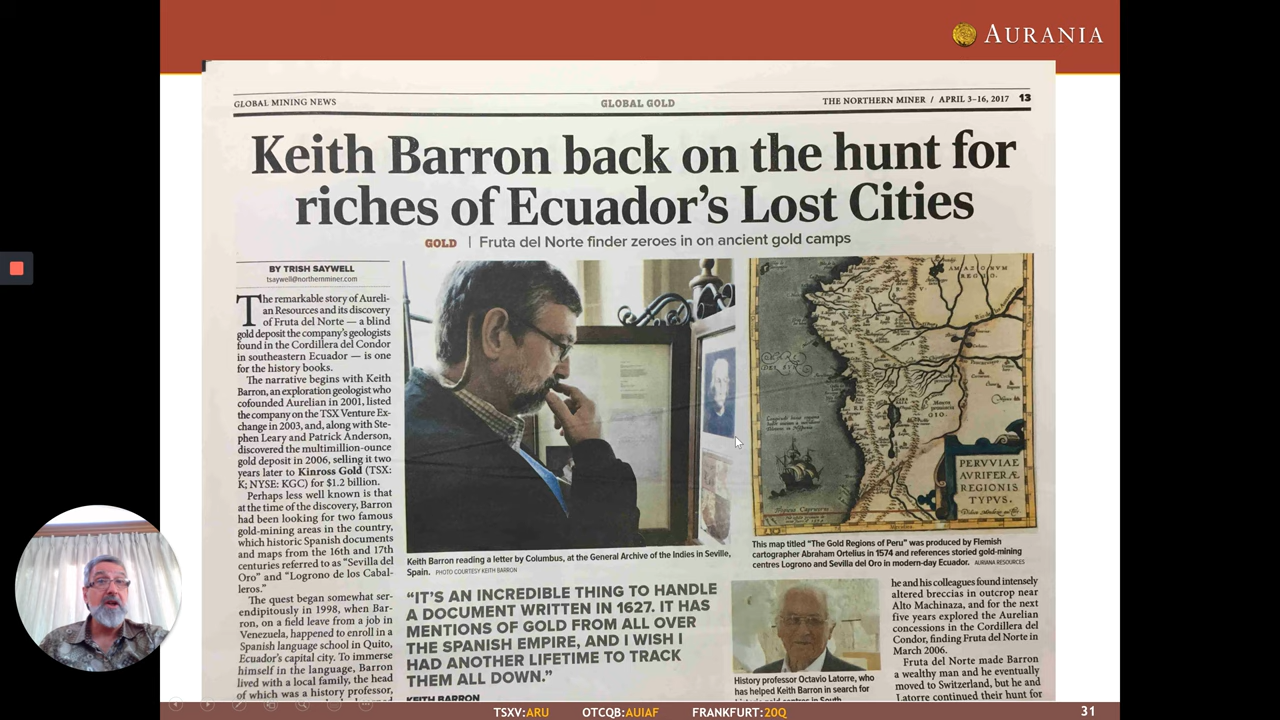 AURANIA
GLOBAL MINING NEWS
GLOBAL GOLD
THE NORTHERN MINER / APRIL 3–16, 2017 13
Keith Barron back on the hunt for
riches of Ecuador's Lost Cities
GOLD | Fruta del Norte finder zeroes in on ancient gold camps
BY TRISH SAYWELL
tsaywell@northernminer.com
The remarkable story of Aureli-
an Resources and its discovery
of Fruta del Norte — a blind
gold deposit the company's geologists
found in the Cordillera del Condor
in southeastern Ecuador — is one
for the history books.
The narrative begins with Keith
Barron, an exploration geologist who
cofounded Aurelian in 2001, listed
the company on the TSX Venture Ex-
change in 2003, and, along with Ste-
phen Leary and Patrick Anderson,
discovered the multimillion-ounce
gold deposit in 2006, selling it two
years later to Kinross Gold (TSX:
K; NYSE: KGC) for $1.2 billion.
Perhaps less well known is that
at the time of the discovery, Barron
had been looking for two famous
gold-mining areas in the country,
which historic Spanish documents
and maps from the 16th and 17th
centuries referred to as "Sevilla del
Oro" and "Logrono de los Cabal-
leros."
The quest began somewhat ser-
endipitously in 1998, when Bar-
ron, on a field leave from a job in
Venezuela, happened to enroll in a
Spanish language school in Quito,
Ecuador's capital city. To immerse
himself in the language, Barron
lived with a local family, the head
of which was a history professor,
Keith Barron reading a letter by Columbus, at the General Archive of the Indies in Seville,
Spain. PHOTO COURTESY KEITH BARRON
"IT'S AN INCREDIBLE THING TO HANDLE
A DOCUMENT WRITTEN IN 1627. IT HAS
MENTIONS OF GOLD FROM ALL OVER
THE SPANISH EMPIRE, AND I WISH I
HAD ANOTHER LIFETIME TO TRACK
THEM ALL DOWN."
KEITH BARRON
PERVVIAE
AVRIFERÆ
REGIONIS
TYPVS.
This map titled "The Gold Regions of Peru" was produced by Flemish
cartographer Abraham Ortelius in 1574 and references storied gold-mining
centres Logrono and Sevilla del Oro in modern-day Ecuador. AURIANA RESOURCES
History professor Octavio Latorre, who
has helped Keith Barron in search for
he and his colleagues found intensely
altered breccias in outcrop near
Alto Machinaza, and for the next
five years explored the Aurelian
concessions in the Cordillera del
Condor, finding Fruta del Norte in
March 2006.
Fruta del Norte made Barron
a wealthy man and he eventually
moved to Switzerland, but he and
Latorre continued their hunt for
TSXV:ARU OTCQB:AUIAF FRANKFURT:20Q
31